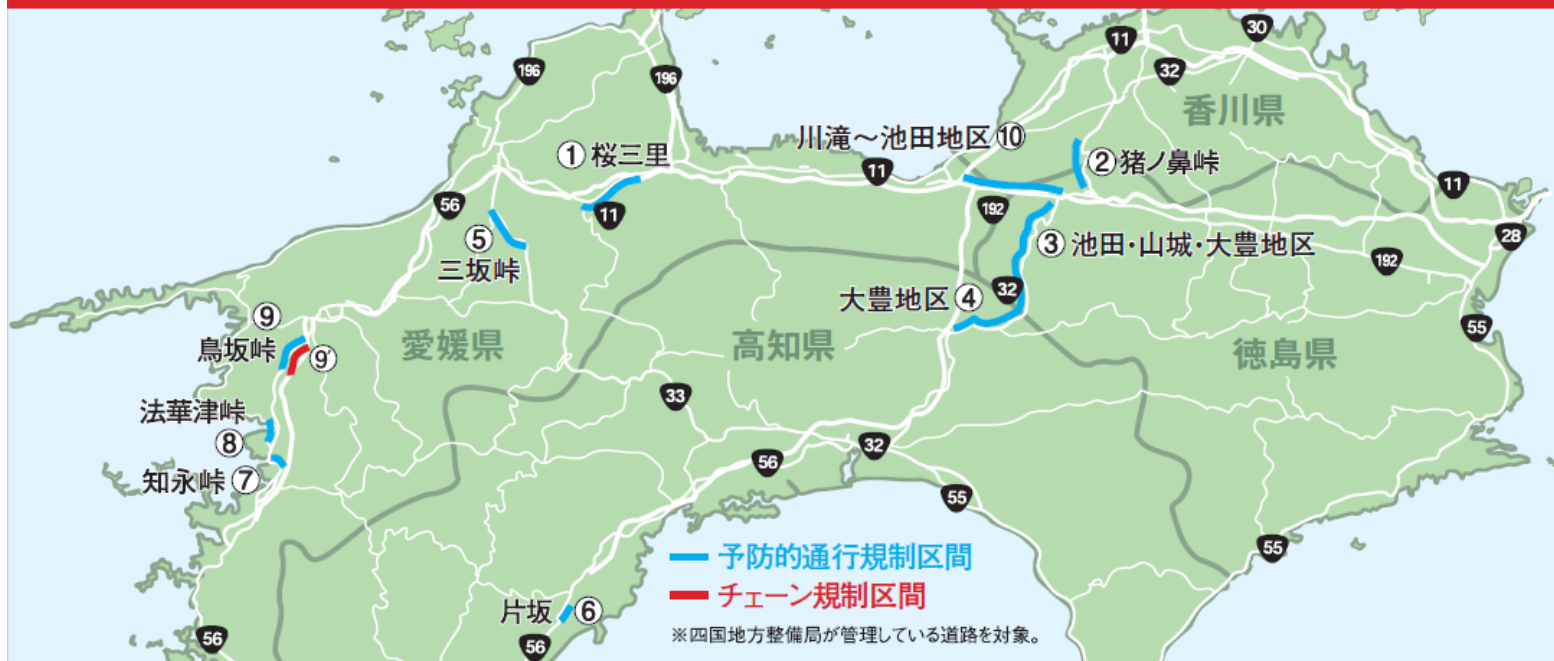 30
11
196
196
32
香川県
川滝～池田地区⑩
①桜三里
②猪ノ鼻峠
11
11
56
192
11
⑤
三坂峠
③池田・山城・大豊地区
28
192
大豊地区④
32
⑨
鳥坂峠
⑨'
愛媛県
高知県
徳島県
55
33
法華津峠
⑧
知永峠⑦
32
56
55
予防的通行規制区間
チェーン規制区間
※四国地方整備局が管理している道路を対象。
55
片坂⑥
56
56